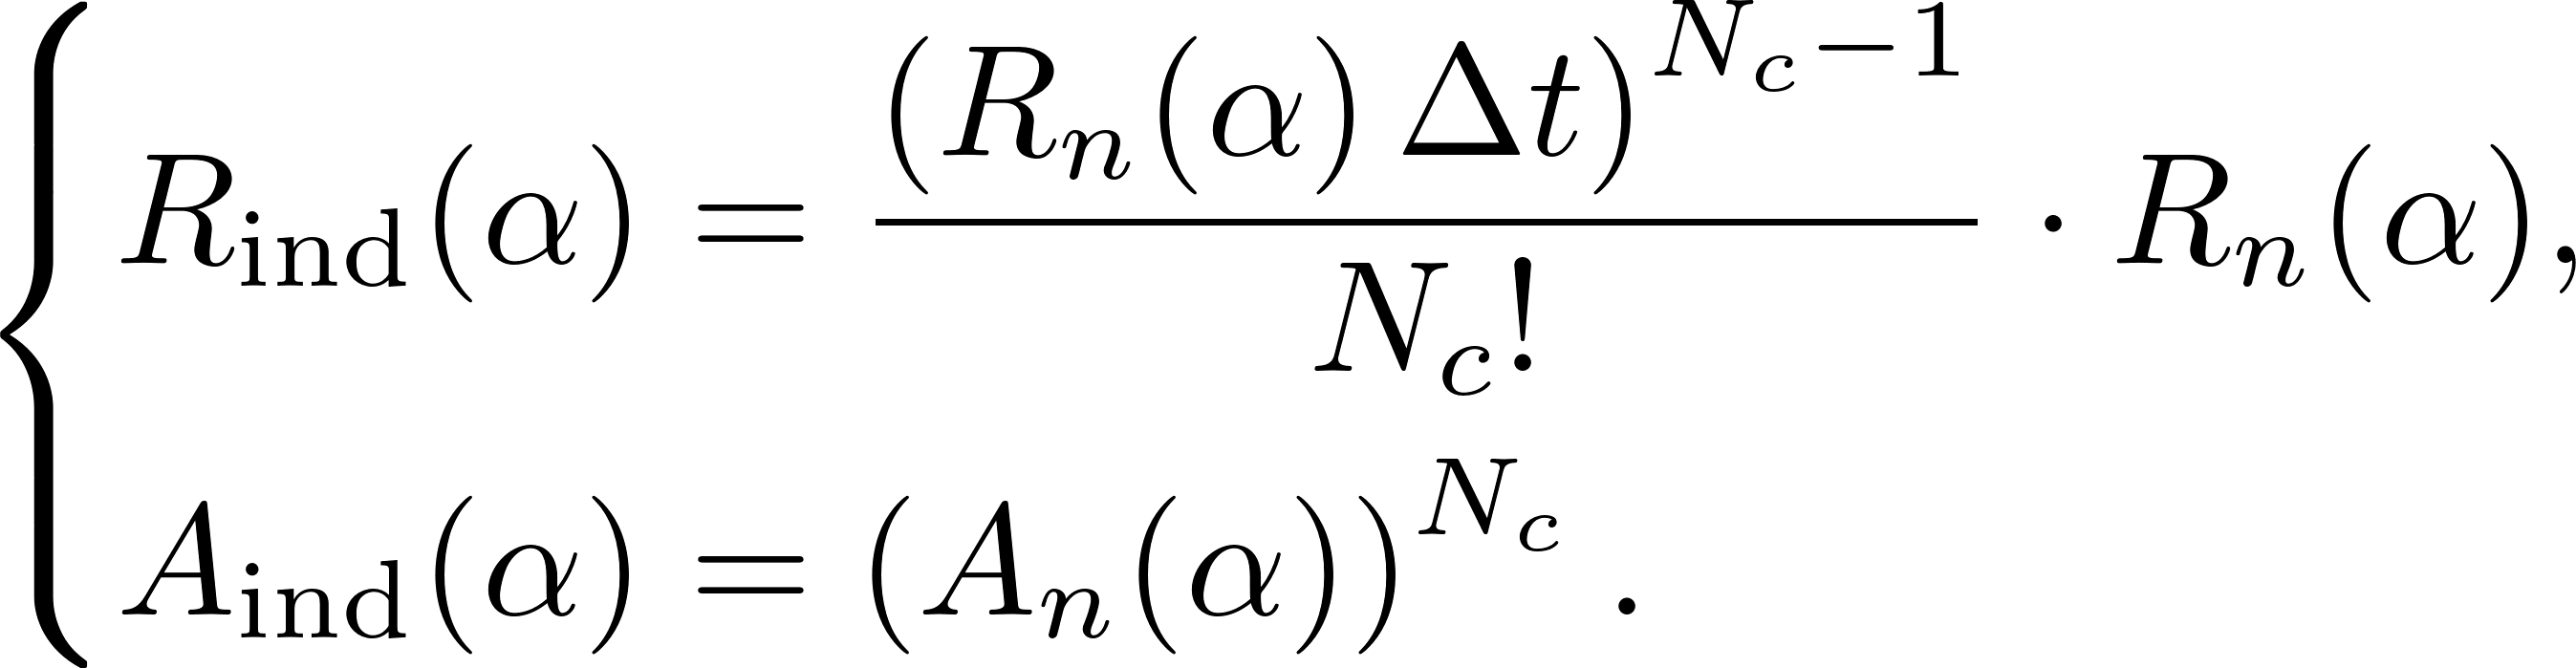 R_ind(α) = (R_n(α) Δt)^{N_c−1} / N_c! · R_n(α),
A_ind(α) = (A_n(α))^{N_c} .